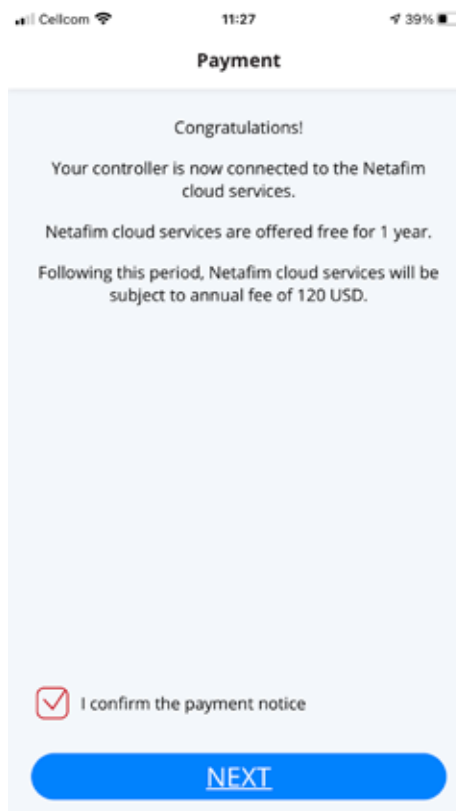 Cellcom 11:27 39%
Payment
Congratulations!
Your controller is now connected to the Netafim
cloud services.
Netafim cloud services are offered free for 1 year.
Following this period, Netafim cloud services will be
subject to annual fee of 120 USD.
I confirm the payment notice
NEXT